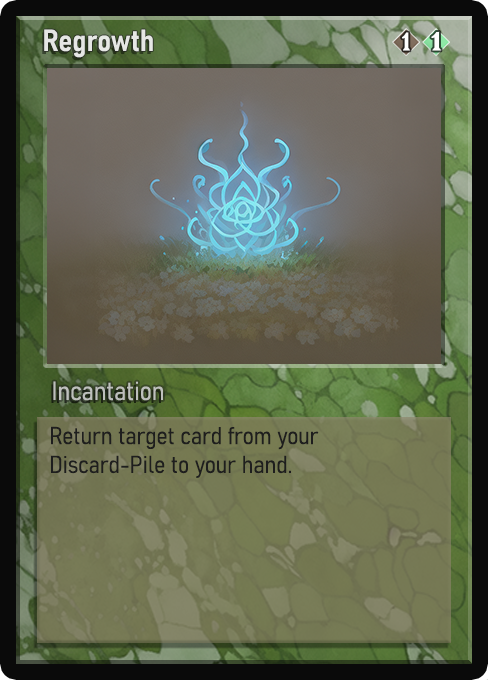 Regrowth 1 1
Incantation
Return target card from your
Discard-Pile to your hand.